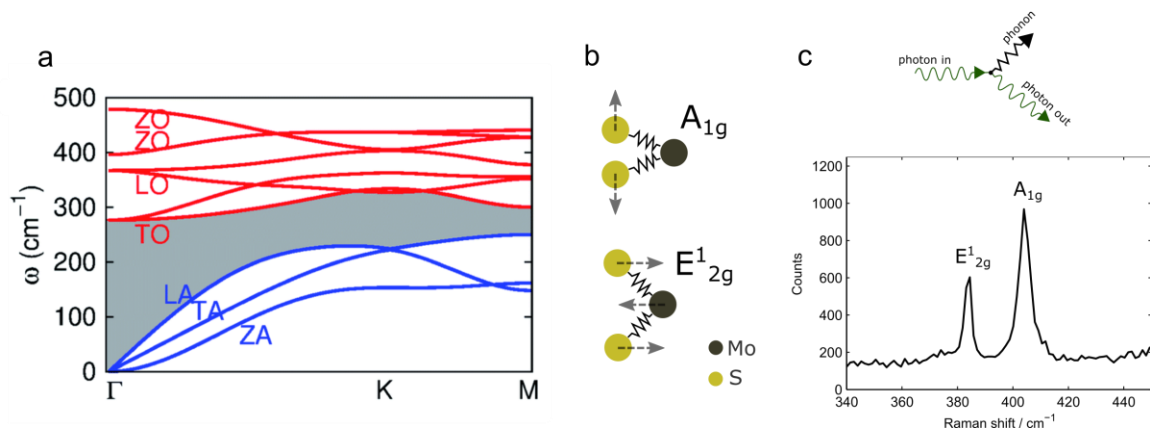 a
500
400
300
200
100
0
ω (cm⁻¹)
ZO
ZO
LO
TO
LA
TA
ZA
Γ
K
M
b
A1g
E¹2g
Mo
S
c
photon in
phonon
photon out
1200
1000
800
600
400
200
0
Counts
E¹2g
A1g
340
360
380
400
420
440
Raman shift / cm⁻¹